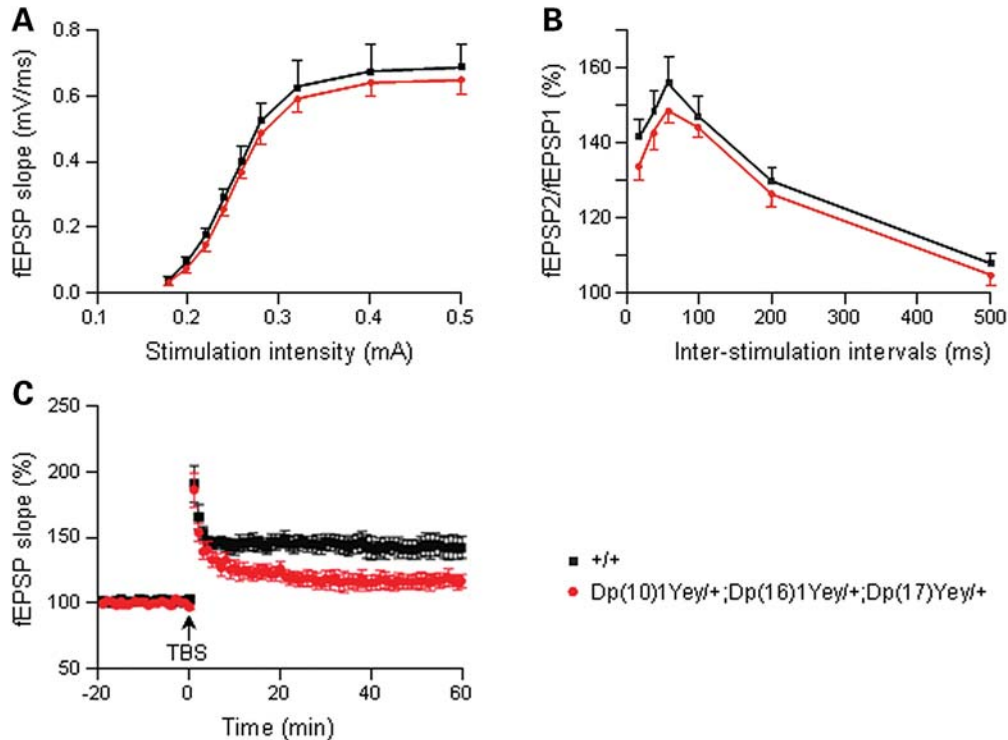 A
fEPSP slope (mV/ms)
0.8
0.6
0.4
0.2
0.0
0.1 0.2 0.3 0.4 0.5
Stimulation intensity (mA)
B
fEPSP2/fEPSP1 (%)
160
140
120
100
0 100 200 300 400 500
Inter-stimulation intervals (ms)
C
fEPSP slope (%)
250
200
150
100
50
TBS
-20 0 20 40 60
Time (min)
+/+
Dp(10)1Yey/+;Dp(16)1Yey/+;Dp(17)Yey/+